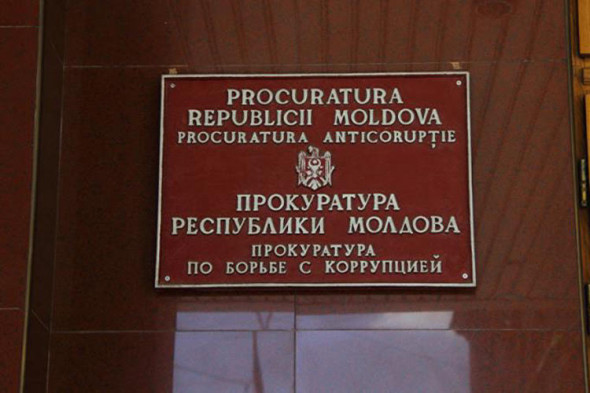 PROCURATURA
REPUBLICII MOLDOVA
PROCURATURA ANTICORUPȚIE
ПРОКУРАТУРА
РЕСПУБЛИКИ МОЛДОВА
ПРОКУРАТУРА
ПО БОРЬБЕ С КОРРУПЦИЕЙ